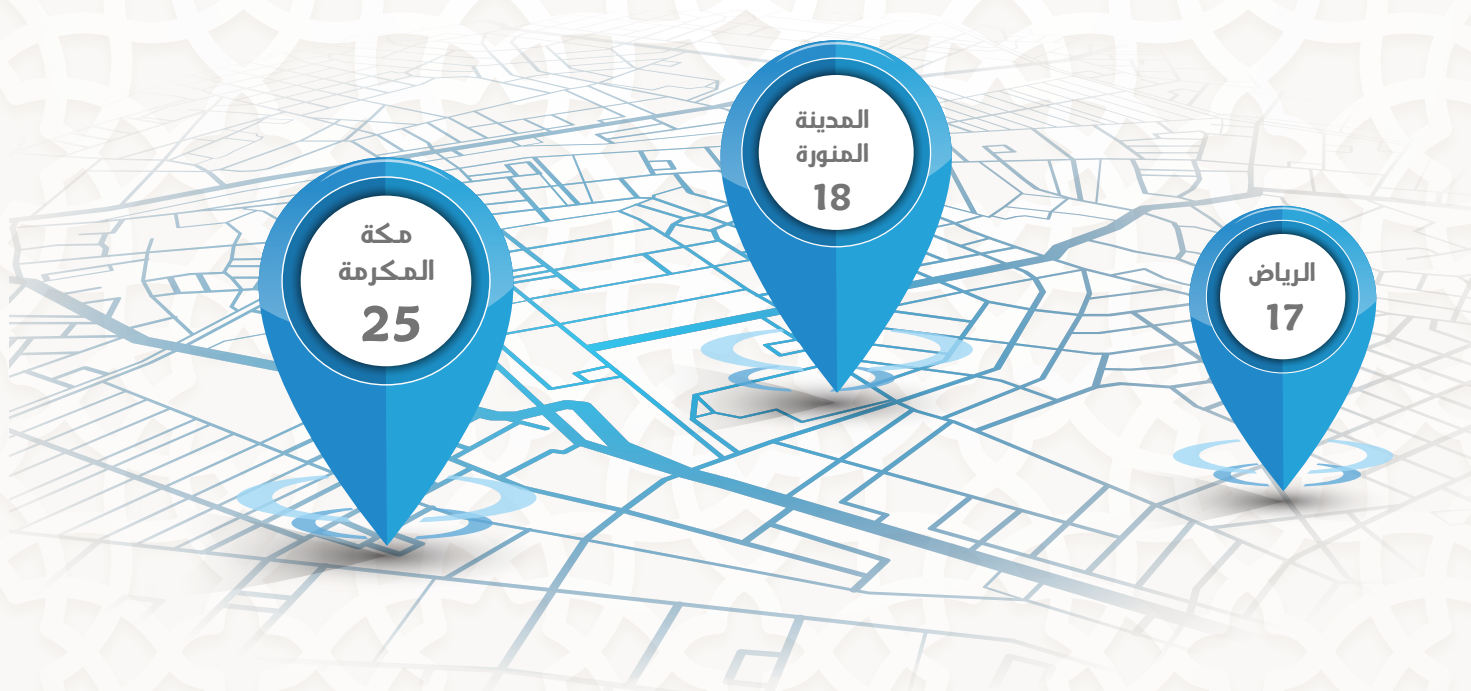 مكة
المكرمة
25
المدينة
المنورة
18
الرياض
17